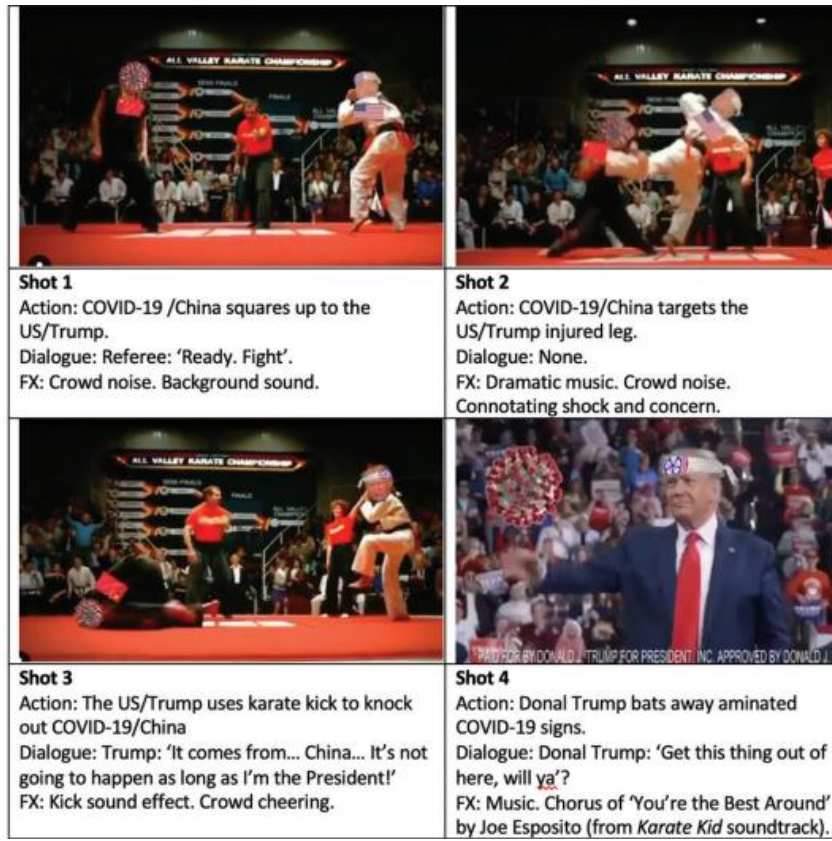 ALL VALLEY KARATE CHAMPIONSHIP
SEMI FINALS
FINALS
ALL VALLEY KARATE CHAMPIONSHIP
Shot 1
Action: COVID-19 /China squares up to the
US/Trump.
Dialogue: Referee: ‘Ready. Fight’.
FX: Crowd noise. Background sound.
Shot 2
Action: COVID-19/China targets the
US/Trump injured leg.
Dialogue: None.
FX: Dramatic music. Crowd noise.
Connotating shock and concern.
ALL VALLEY KARATE CHAMPIONSHIP
SEMI FINALS
FINALS
PAID FOR BY DONALD J. TRUMP FOR PRESIDENT, INC. APPROVED BY DONALD J.
Shot 3
Action: The US/Trump uses karate kick to knock
out COVID-19/China
Dialogue: Trump: ‘It comes from... China... It’s not
going to happen as long as I’m the President!’
FX: Kick sound effect. Crowd cheering.
Shot 4
Action: Donal Trump bats away aminated
COVID-19 signs.
Dialogue: Donal Trump: ‘Get this thing out of
here, will ya’?
FX: Music. Chorus of ‘You’re the Best Around’
by Joe Esposito (from Karate Kid soundtrack).